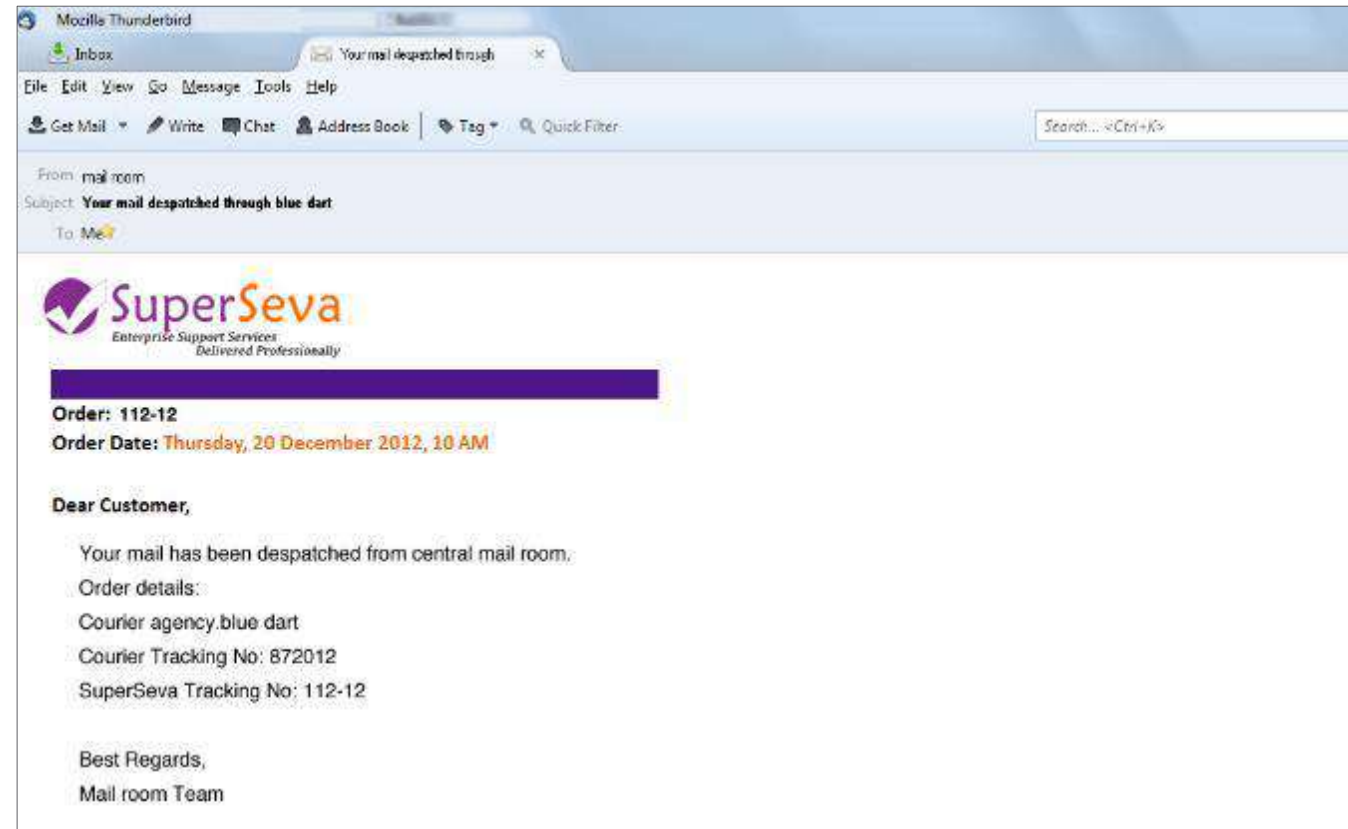 Mozilla Thunderbird
Inbox
Your mail despatched through
File Edit View Go Message Tools Help
Get Mail Write Chat Address Book Tag Quick Filter
Search... <Ctrl+K>
From mail room
Subject Your mail despatched through blue dart
To Me
SuperSeva
Enterprise Support Services
Delivered Professionally
Order: 112-12
Order Date: Thursday, 20 December 2012, 10 AM
Dear Customer,
Your mail has been despatched from central mail room.
Order details:
Courier agency.blue dart
Courier Tracking No: 872012
SuperSeva Tracking No: 112-12
Best Regards,
Mail room Team